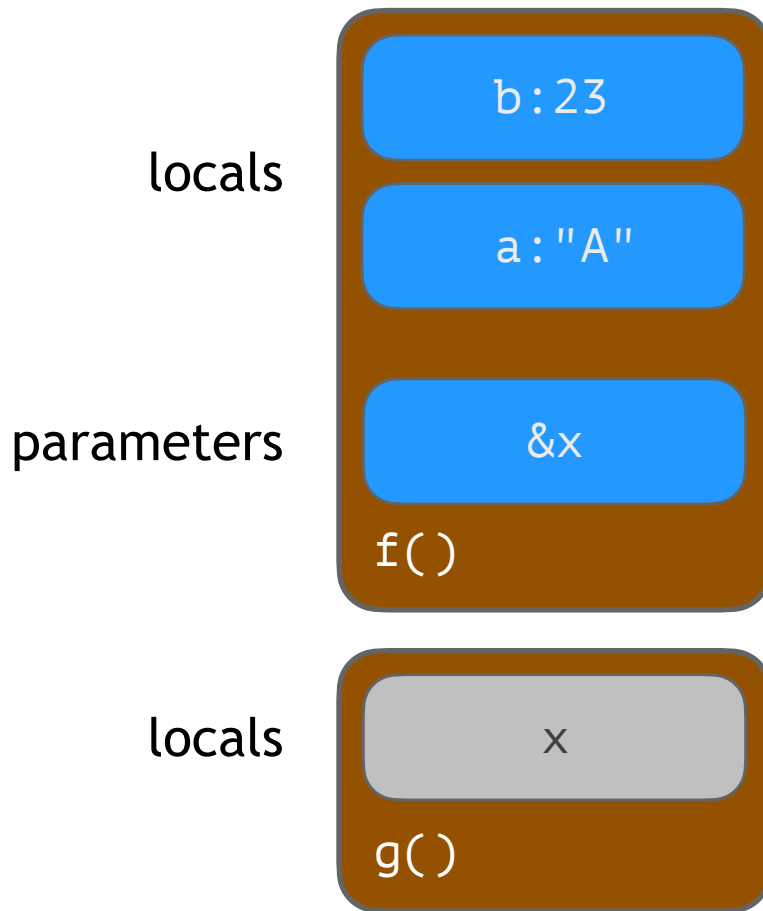 b:23
locals
a:"A"
parameters
&x
f()
locals
x
g()